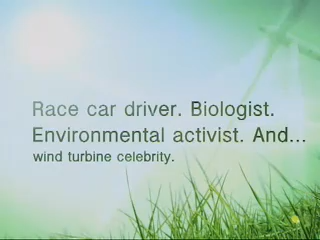 Race car driver. Biologist.
Environmental activist. And...
wind turbine celebrity.